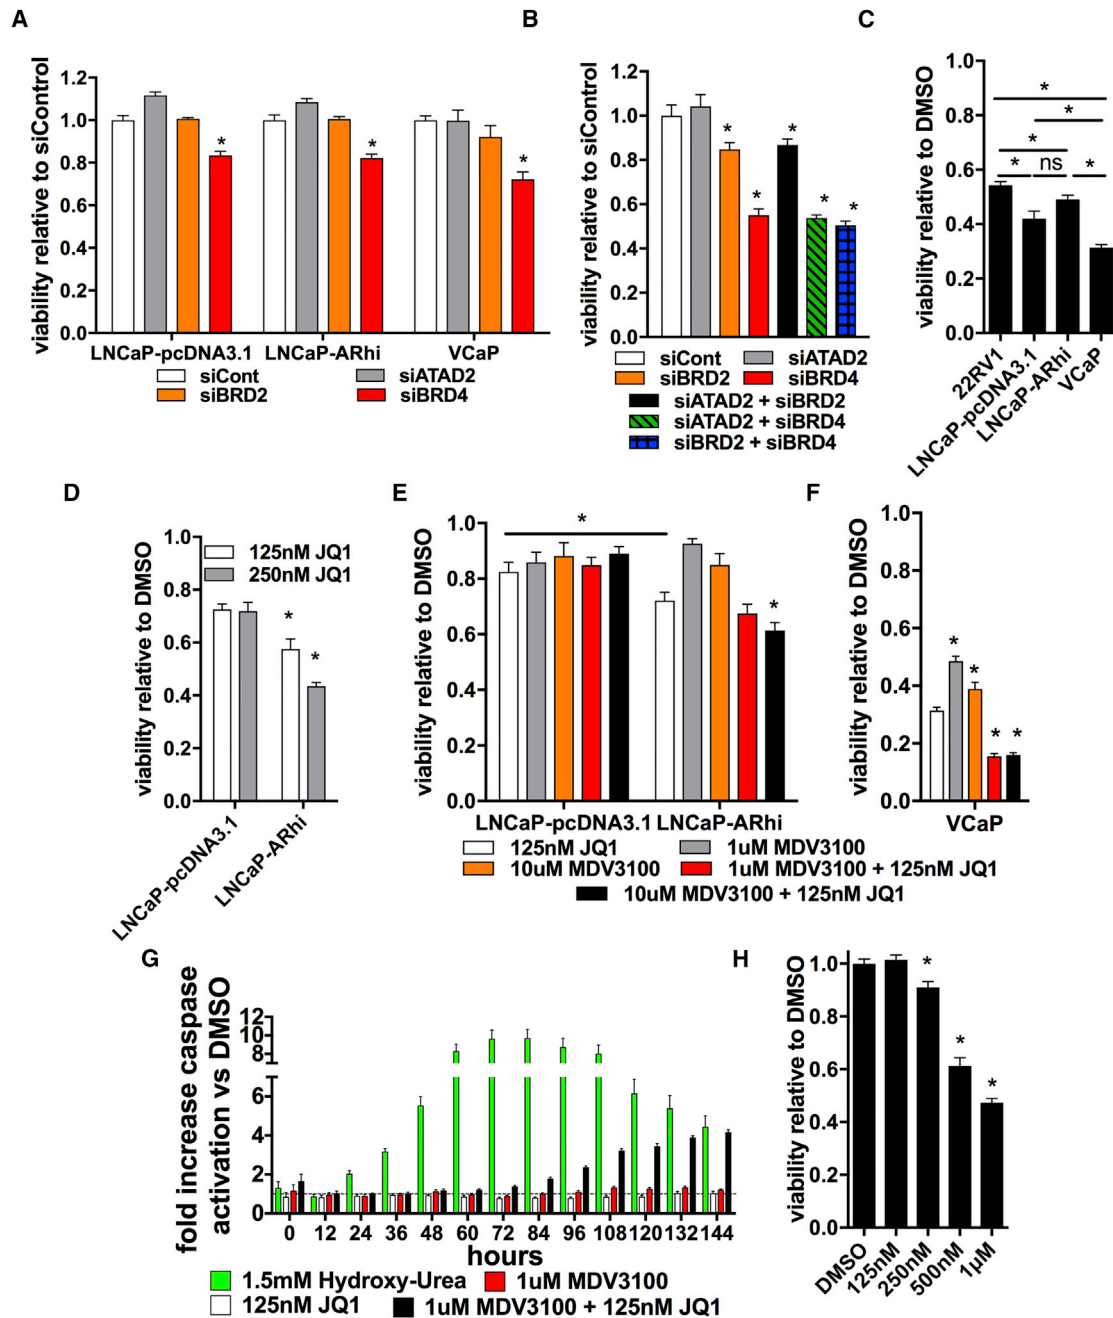 A
viability relative to siControl
1.2
1.0
0.8
0.6
0.4
0.2
0.0
* * *
LNCaP-pcDNA3.1 LNCaP-ARhi VCaP
siCont siATAD2
siBRD2 siBRD4
B
viability relative to siControl
1.2
1.0
0.8
0.6
0.4
0.2
0.0
* * * * *
siCont siATAD2
siBRD2 siBRD4
siATAD2 + siBRD2
siATAD2 + siBRD4
siBRD2 + siBRD4
C
viability relative to DMSO
1.0
0.8
0.6
0.4
0.2
0.0
*
*
*
* ns *
22RV1
LNCaP-pcDNA3.1
LNCaP-ARhi
VCaP
D
viability relative to DMSO
1.0
0.8
0.6
0.4
0.2
0.0
125nM JQ1
250nM JQ1
* *
LNCaP-pcDNA3.1
LNCaP-ARhi
E
viability relative to DMSO
1.0
0.8
0.6
0.4
0.2
0.0
*
*
LNCaP-pcDNA3.1 LNCaP-ARhi
125nM JQ1 1uM MDV3100
10uM MDV3100 1uM MDV3100 + 125nM JQ1
10uM MDV3100 + 125nM JQ1
F
viability relative to DMSO
1.0
0.8
0.6
0.4
0.2
0.0
* * * *
VCaP
G
fold increase caspase
activation vs DMSO
12
10
8
6
4
2
0
0 12 24 36 48 60 72 84 96 108 120 132 144
hours
1.5mM Hydroxy-Urea 1uM MDV3100
125nM JQ1 1uM MDV3100 + 125nM JQ1
H
viability relative to DMSO
1.0
0.8
0.6
0.4
0.2
0.0
* * *
DMSO
125nM
250nM
500nM
1µM